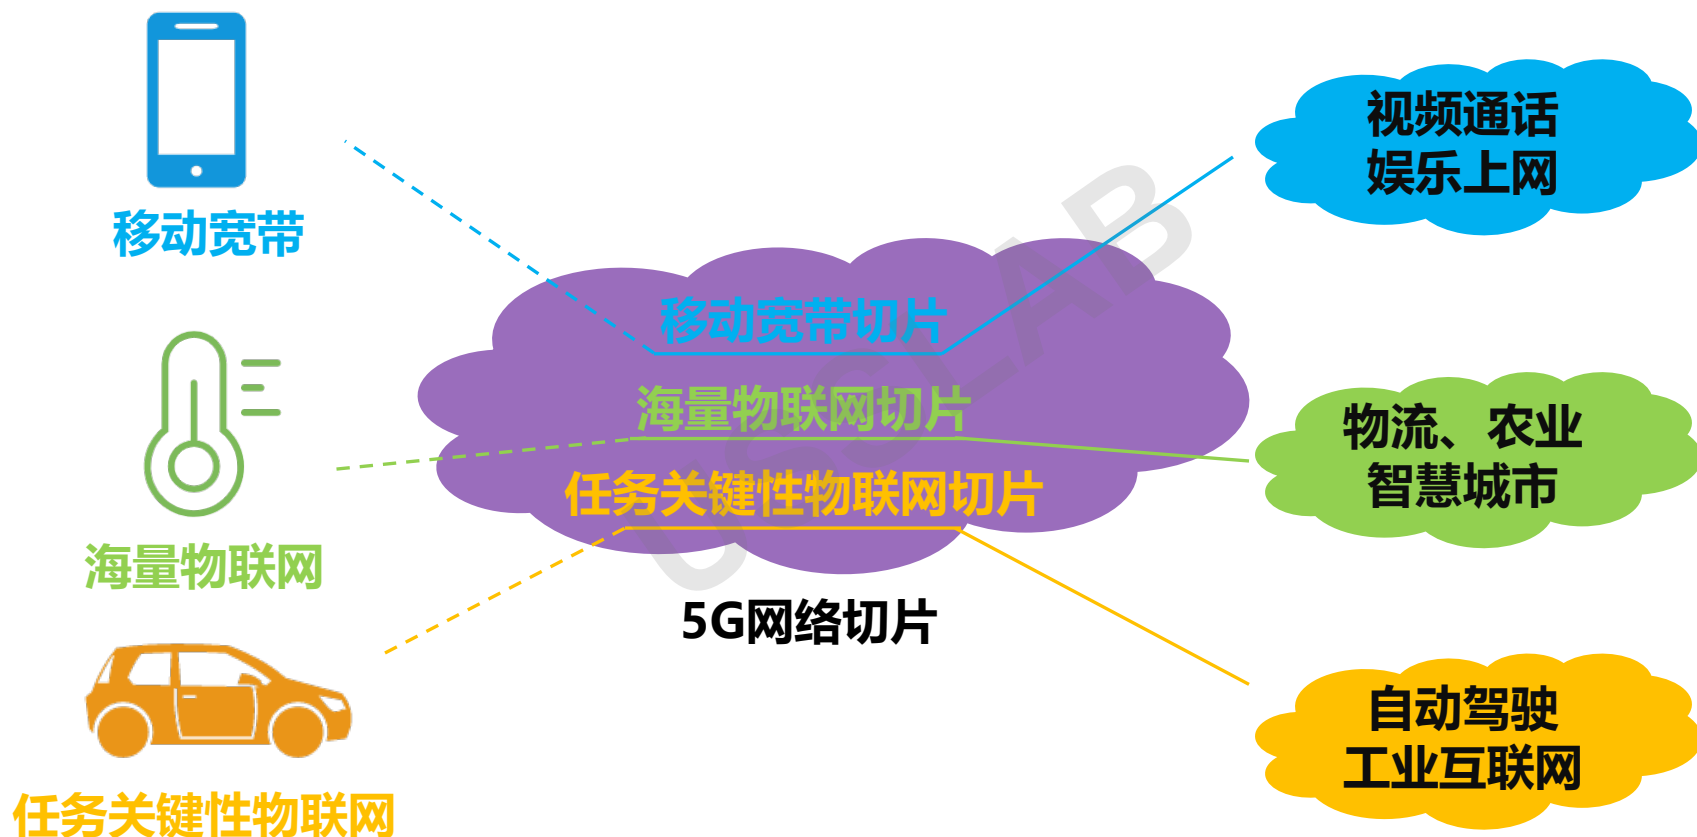 移动宽带
海量物联网
任务关键性物联网
移动宽带切片
海量物联网切片
任务关键性物联网切片
5G网络切片
视频通话
娱乐上网
物流、农业
智慧城市
自动驾驶
工业互联网
USSLAB